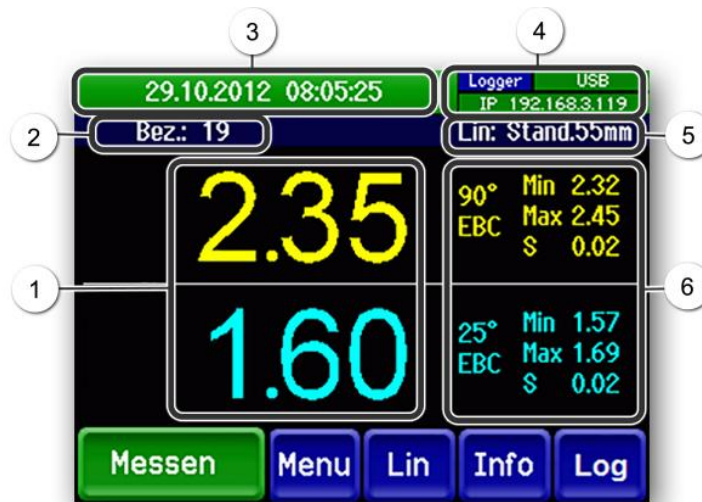 3
4
29.10.2012 08:05:25
Logger USB
IP 192.168.3.119
2
Bez.: 19
Lin: Stand.55mm
5
1
2.35
90°
EBC
Min 2.32
Max 2.45
S 0.02
6
1.60
25°
EBC
Min 1.57
Max 1.69
S 0.02
Messen
Menu
Lin
Info
Log